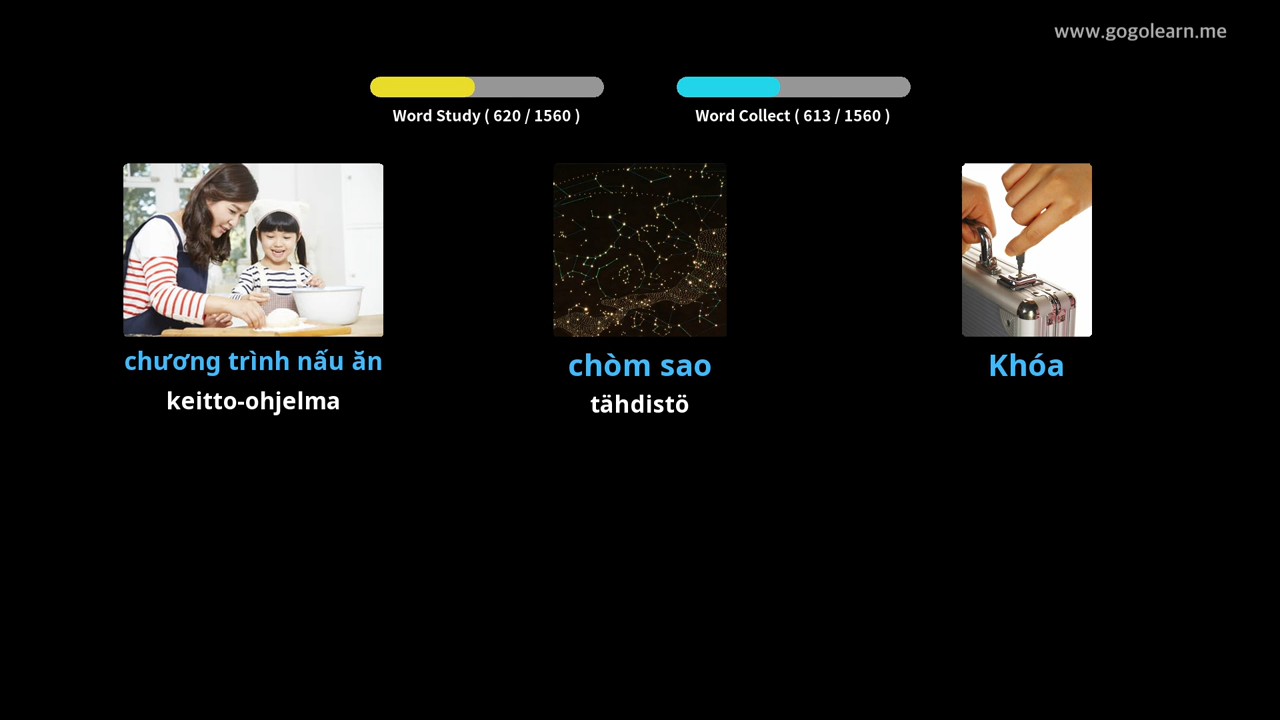 www.gogolearn.me
Word Study ( 620 / 1560 )
Word Collect ( 613 / 1560 )
chương trình nấu ăn
keitto-ohjelma
chòm sao
tähdistö
Khóa